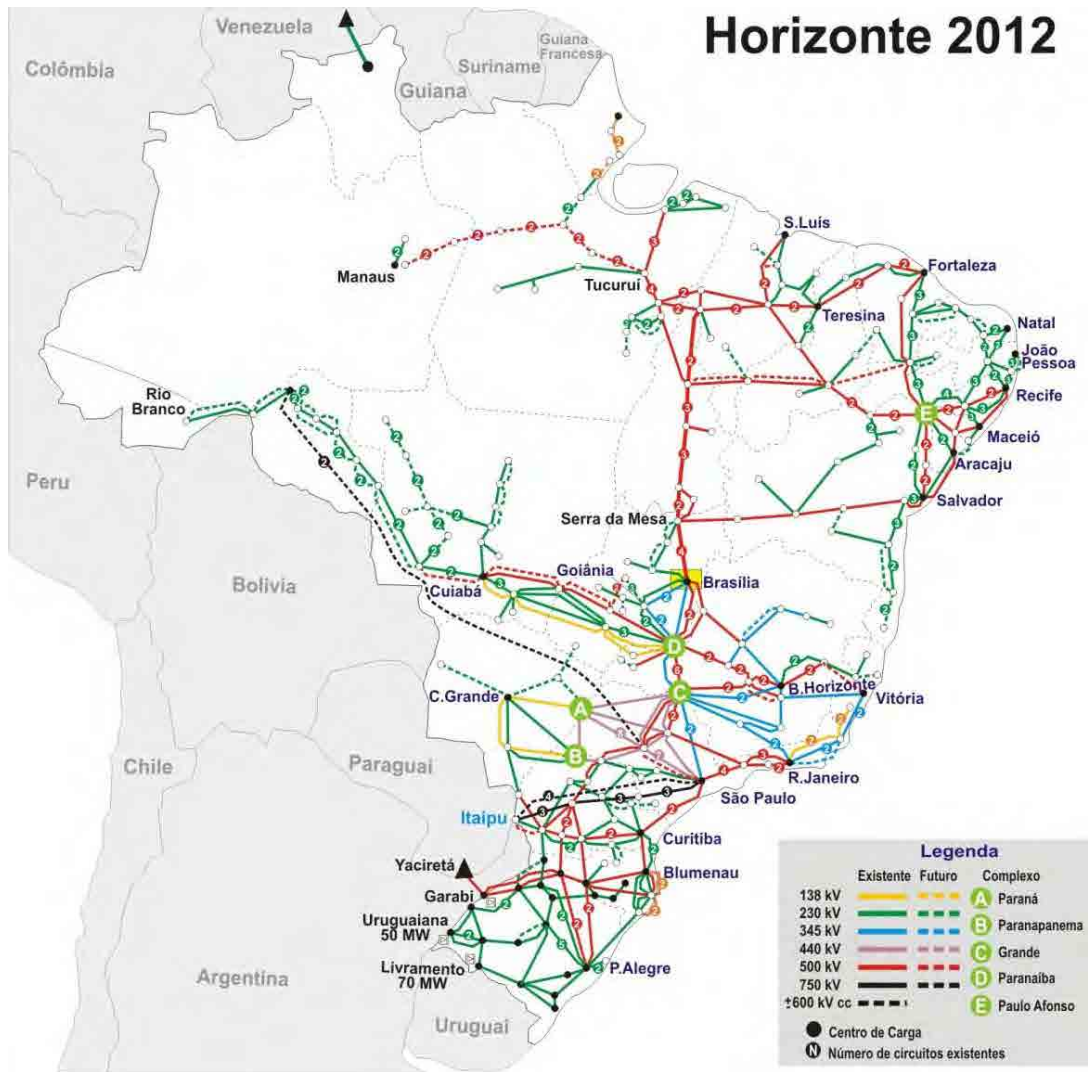 Horizonte 2012
Venezuela
Colômbia
Guiana
Suriname
Guiana
Francesa
S.Luís
Fortaleza
Manaus
Tucuruí
Teresina
Natal
João
Pessoa
Rio
Branco
Recife
E
Maceió
Aracaju
Peru
Salvador
Serra da Mesa
Bolívia
Goiânia
Brasília
Cuiabá
D
C.Grande
A
C
B.Horizonte
Vitória
B
Chile
Paraguai
R.Janeiro
São Paulo
Itaipu
Curitiba
Yaciretá
Blumenau
Garabi
Uruguaiana
50 MW
Livramento
70 MW
P.Alegre
Argentina
Uruguai
Legenda
Existente Futuro Complexo
138 kV A Paraná
230 kV B Paranapanema
345 kV
440 kV C Grande
500 kV D Paranaíba
750 kV
±600 kV cc E Paulo Afonso
Centro de Carga
N Número de circuitos existentes